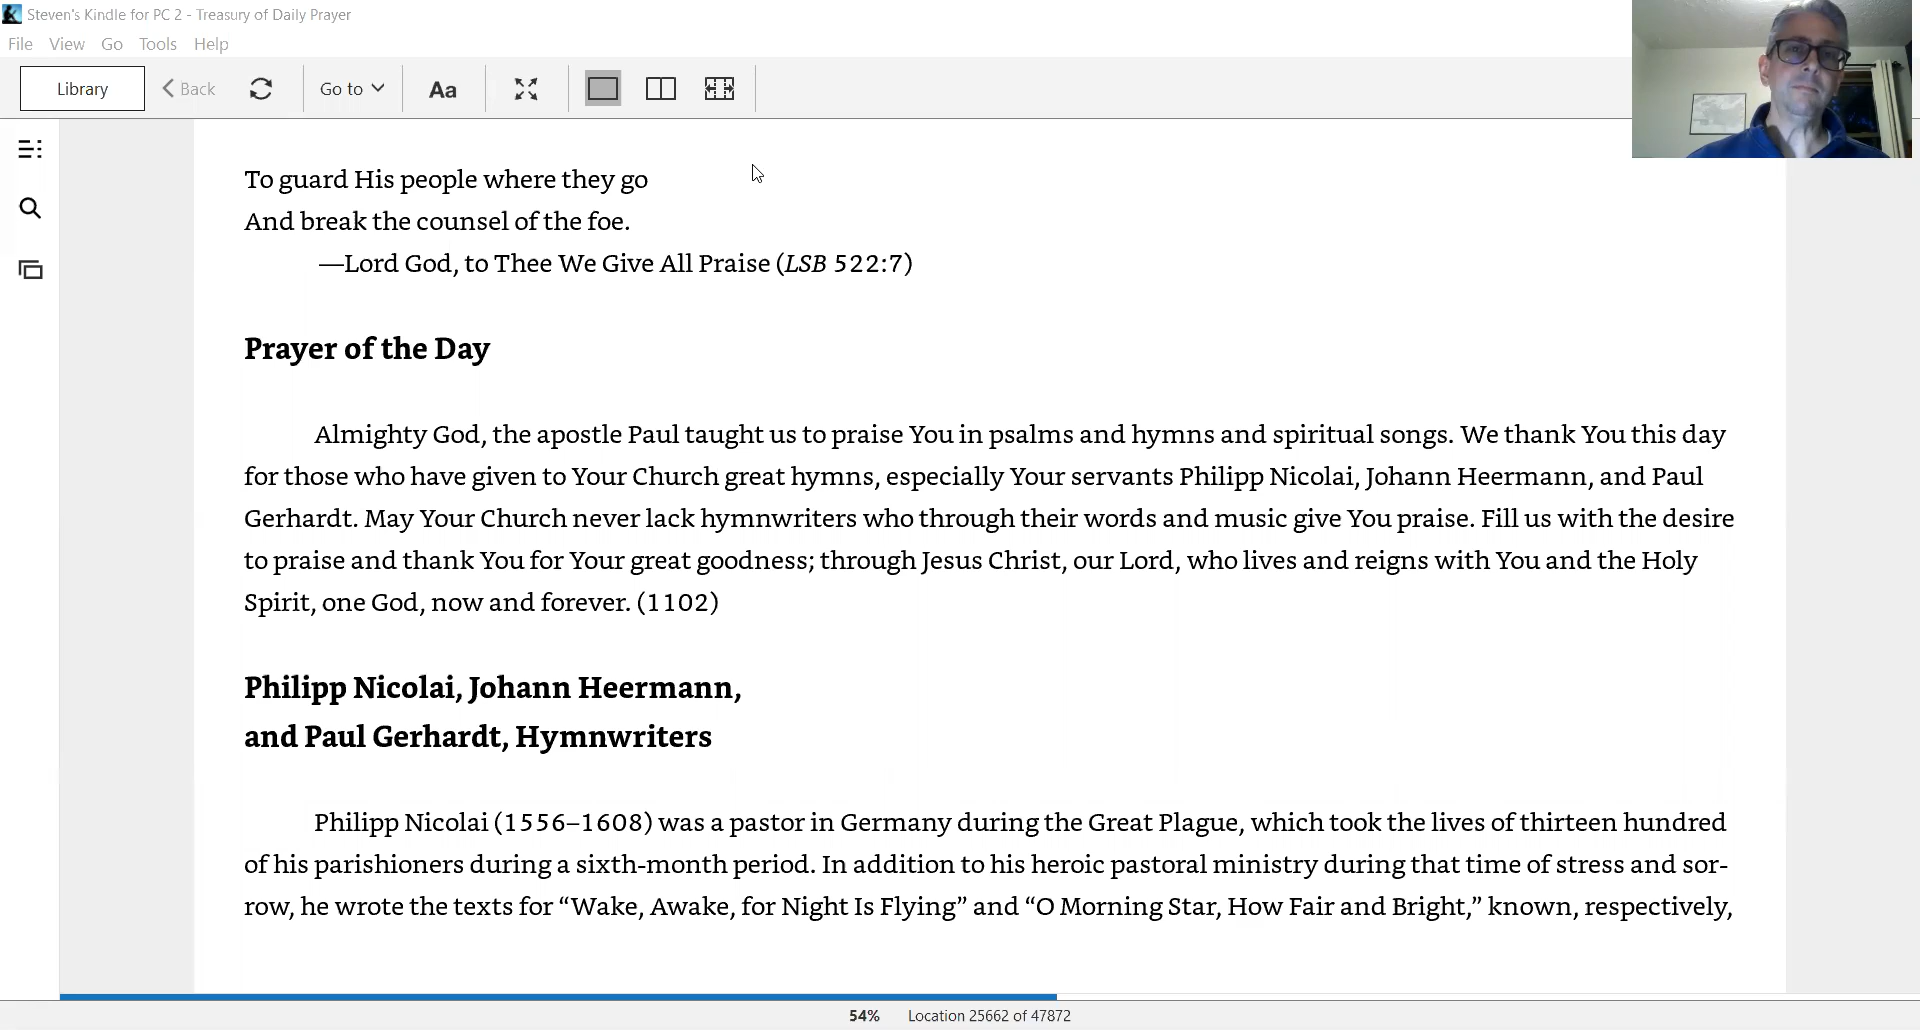 Steven's Kindle for PC 2 - Treasury of Daily Prayer
File View Go Tools Help
Library Back Go to Aa
To guard His people where they go
And break the counsel of the foe.
—Lord God, to Thee We Give All Praise (LSB 522:7)
Prayer of the Day
Almighty God, the apostle Paul taught us to praise You in psalms and hymns and spiritual songs. We thank You this day
for those who have given to Your Church great hymns, especially Your servants Philipp Nicolai, Johann Heermann, and Paul
Gerhardt. May Your Church never lack hymnwriters who through their words and music give You praise. Fill us with the desire
to praise and thank You for Your great goodness; through Jesus Christ, our Lord, who lives and reigns with You and the Holy
Spirit, one God, now and forever. (1102)
Philipp Nicolai, Johann Heermann,
and Paul Gerhardt, Hymnwriters
Philipp Nicolai (1556–1608) was a pastor in Germany during the Great Plague, which took the lives of thirteen hundred
of his parishioners during a sixth-month period. In addition to his heroic pastoral ministry during that time of stress and sor-
row, he wrote the texts for “Wake, Awake, for Night Is Flying” and “O Morning Star, How Fair and Bright,” known, respectively,
54% Location 25662 of 47872